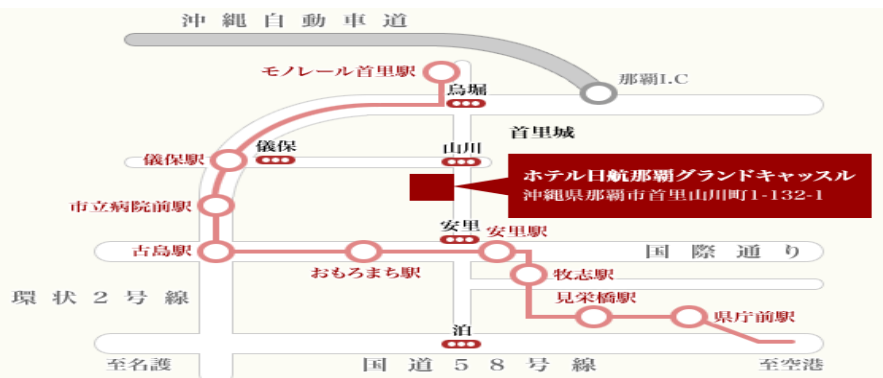 沖縄自動車道
モノレール首里駅
那覇I.C
鳥堀
首里城
儀保
山川
儀保駅
ホテル日航那覇グランドキャッスル
沖縄県那覇市首里山川町1-132-1
市立病院前駅
安里
安里駅
古島駅
国際通り
おもろまち駅
牧志駅
環状2号線
見栄橋駅
県庁前駅
泊
至名護
国道58号線
至空港